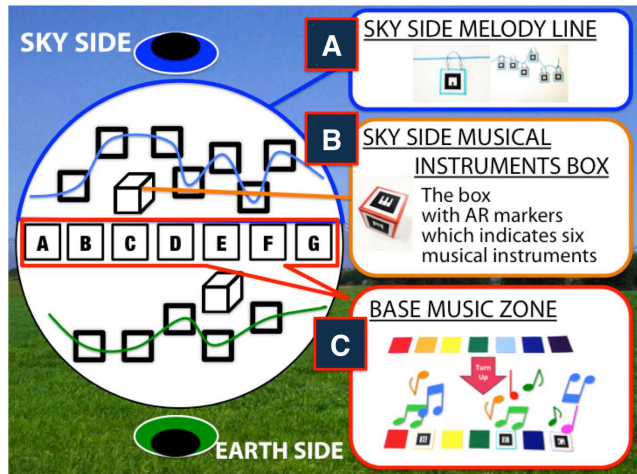 SKY SIDE
A
SKY SIDE MELODY LINE
B
SKY SIDE MUSICAL
INSTRUMENTS BOX
The box
with AR markers
which indicates six
musical instruments
A B C D E F G
C
BASE MUSIC ZONE
Turn
Up
EARTH SIDE